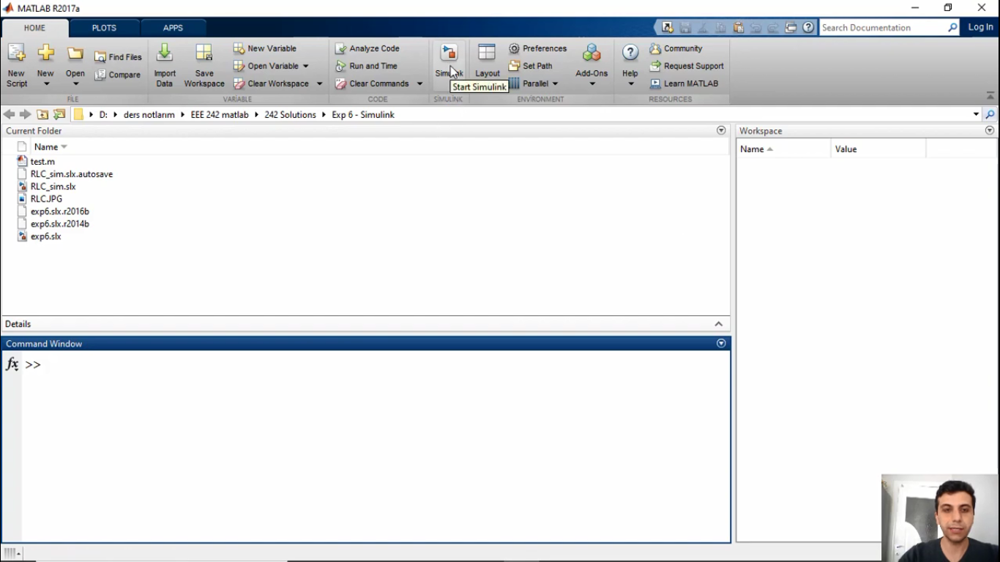 MATLAB R2017a
HOME PLOTS APPS Search Documentation Log In
New Script New Open Find Files Compare Import Data Save Workspace New Variable Open Variable Clear Workspace Analyze Code Run and Time Clear Commands Simulink Layout Preferences Set Path Parallel Add-Ons Help Community Request Support Learn MATLAB
Start Simulink
FILE VARIABLE CODE SIMULINK ENVIRONMENT RESOURCES
D: ders notlarım EEE 242 matlab 242 Solutions Exp 6 - Simulink
Current Folder
Name
test.m
RLC_sim.slx.autosave
RLC_sim.slx
RLC.JPG
exp6.slx.r2016b
exp6.slx.r2014b
exp6.slx
Details
Command Window
fx >>
Workspace
Name Value